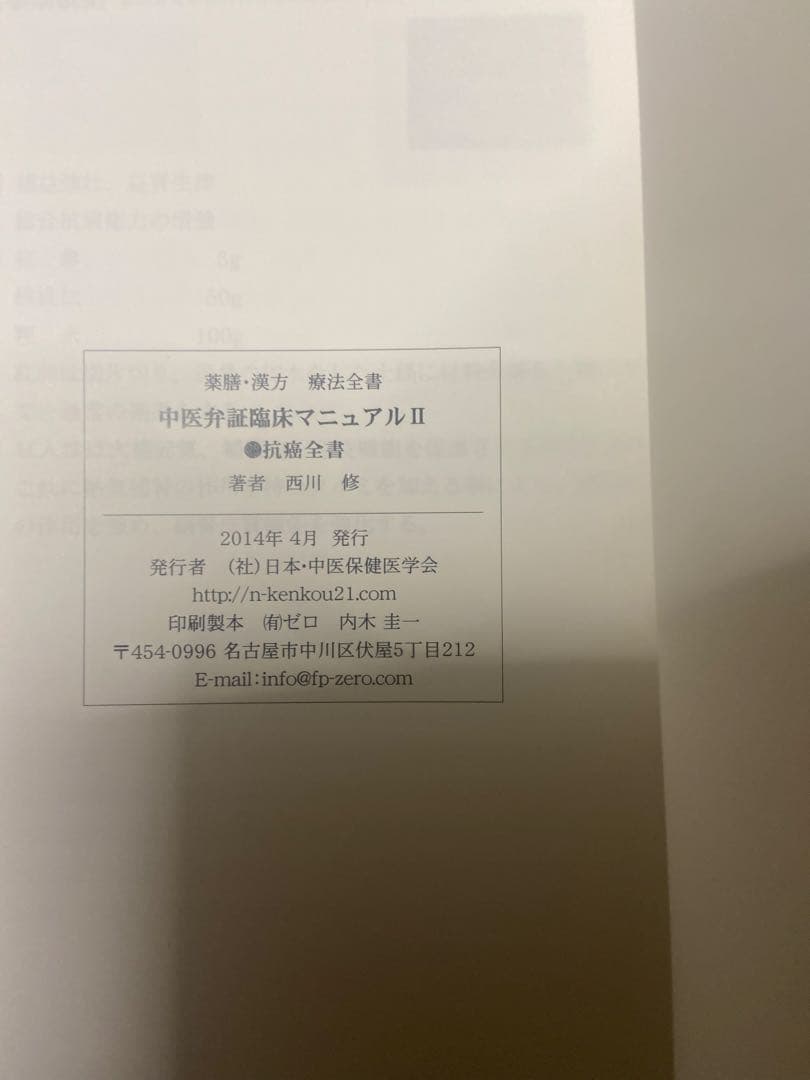 薬膳・漢方　療法全書
中医弁証臨床マニュアルⅡ
●抗癌全書
著者　西川　修
2014年 4月　発行
発行者　（社）日本・中医保健医学会
http://n-kenkou21.com
印刷製本　㈲ゼロ　内木 圭一
〒454-0996 名古屋市中川区伏屋5丁目212
E-mail：info@fp-zero.com
5g
50g
100g